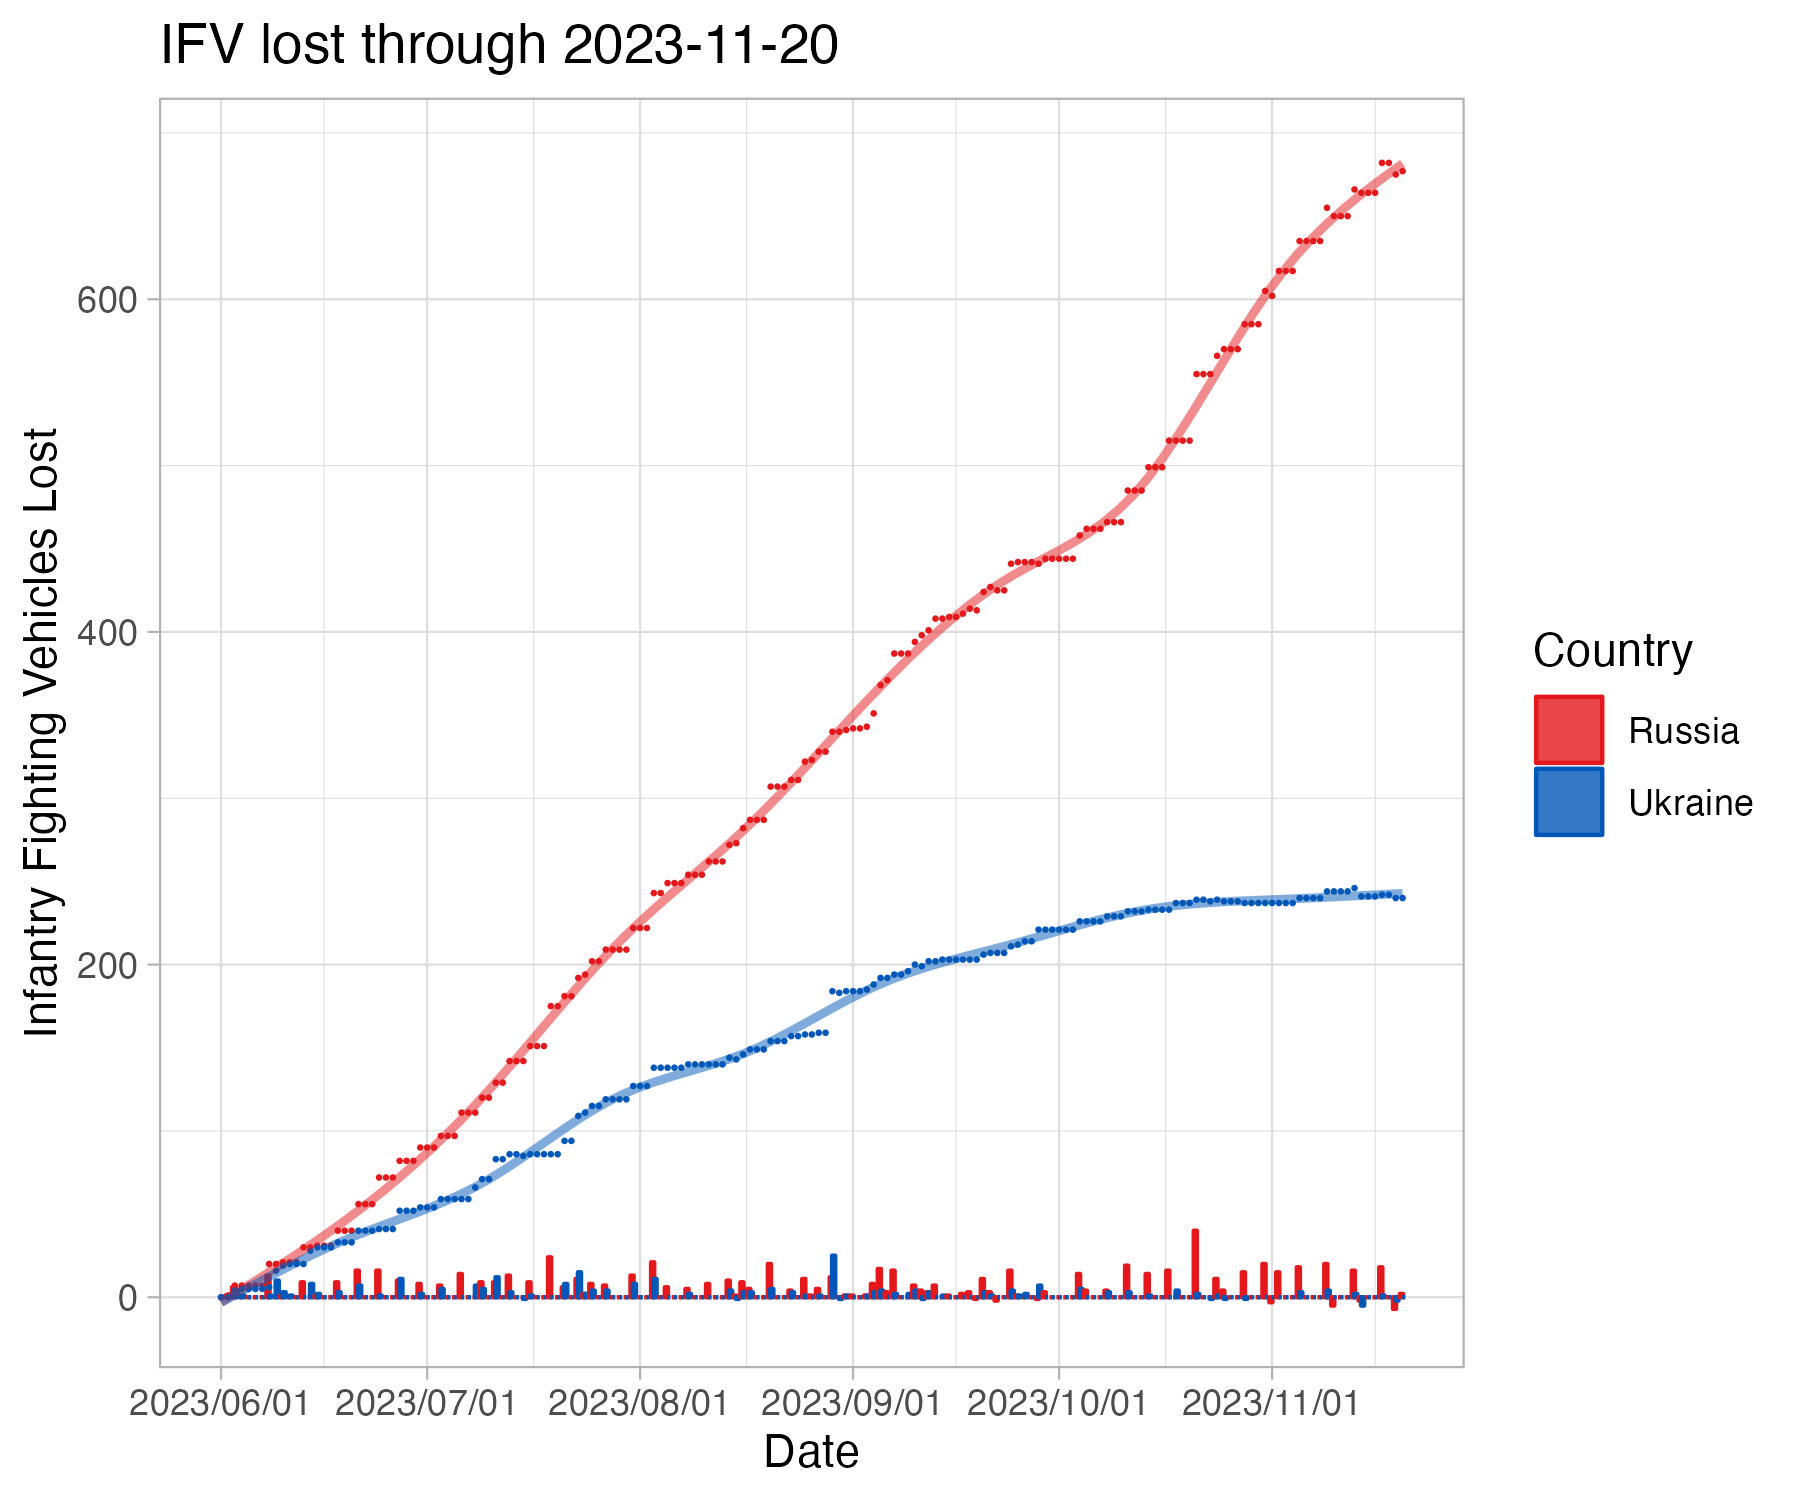 IFV lost through 2023-11-20
Infantry Fighting Vehicles Lost
600
400
200
0
2023/06/01 2023/07/01 2023/08/01 2023/09/01 2023/10/01 2023/11/01
Date
Country
Russia
Ukraine